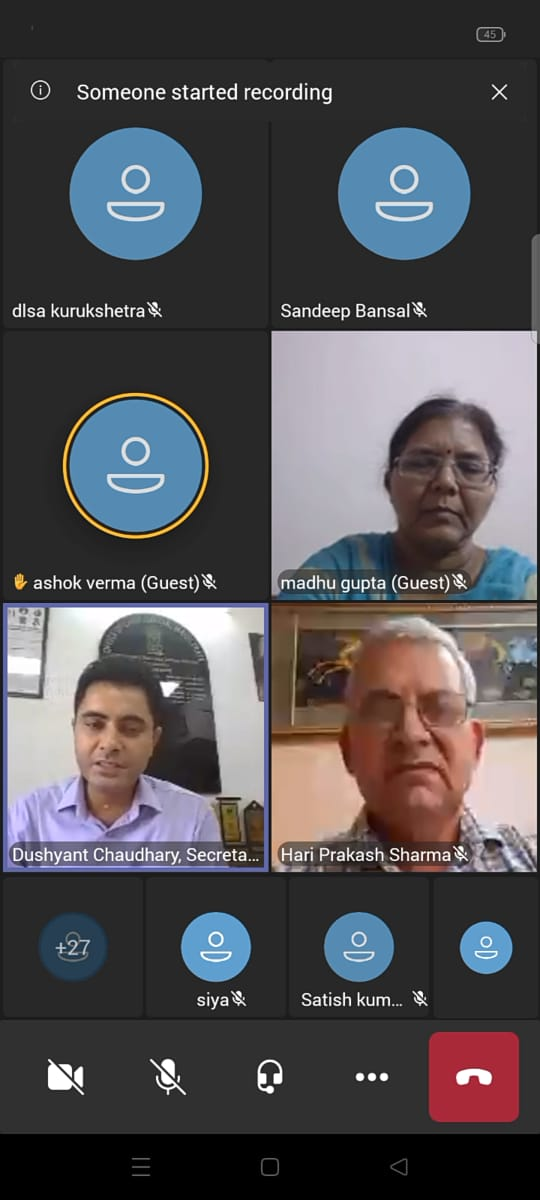 45
Someone started recording
dlsa kurukshetra
Sandeep Bansal
ashok verma (Guest)
madhu gupta (Guest)
Dushyant Chaudhary, Secreta...
Hari Prakash Sharma
+27
siya
Satish kum...